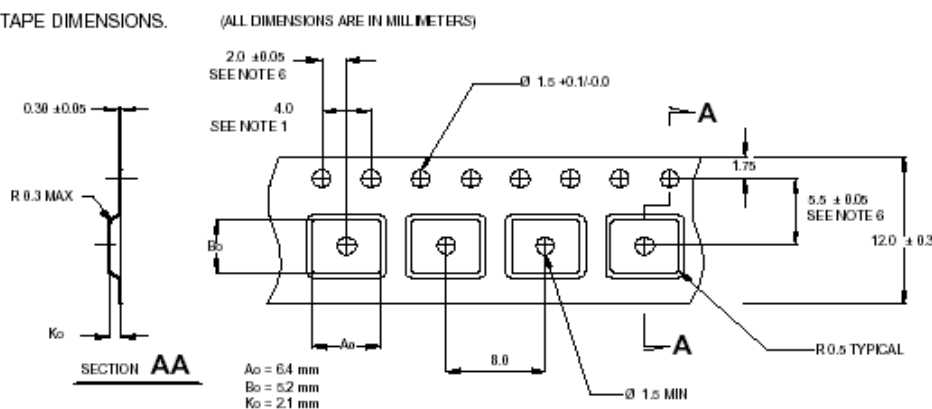 TAPE DIMENSIONS.
(ALL DIMENSIONS ARE IN MILLIMETERS)
2.0 ±0.05
SEE NOTE 6
Ø 1.5 +0.1/-0.0
0.30 ±0.05
4.0
SEE NOTE 1
A
1.75
R 0.3 MAX
5.5 ± 0.05
SEE NOTE 6
Bo
12.0 ± 0.3
Ko
Ao
A
R 0.5 TYPICAL
SECTION AA
8.0
Ao = 6.4 mm
Bo = 5.2 mm
Ko = 2.1 mm
Ø 1.5 MIN